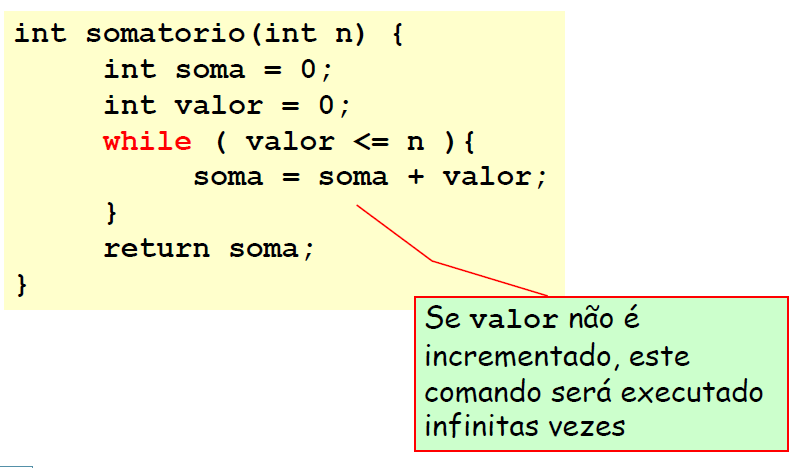 int somatorio(int n) {
int soma = 0;
int valor = 0;
while ( valor <= n ){
soma = soma + valor;
}
return soma;
}
Se valor não é
incrementado, este
comando será executado
infinitas vezes